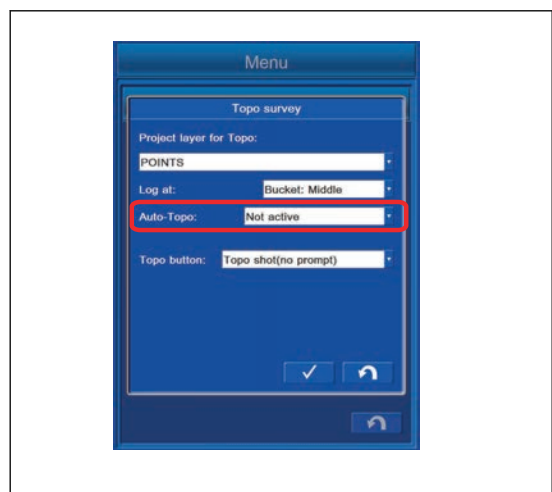 Menu
Topo survey
Project layer for Topo:
POINTS
Log at: Bucket: Middle
Auto-Topo: Not active
Topo button: Topo shot(no prompt)